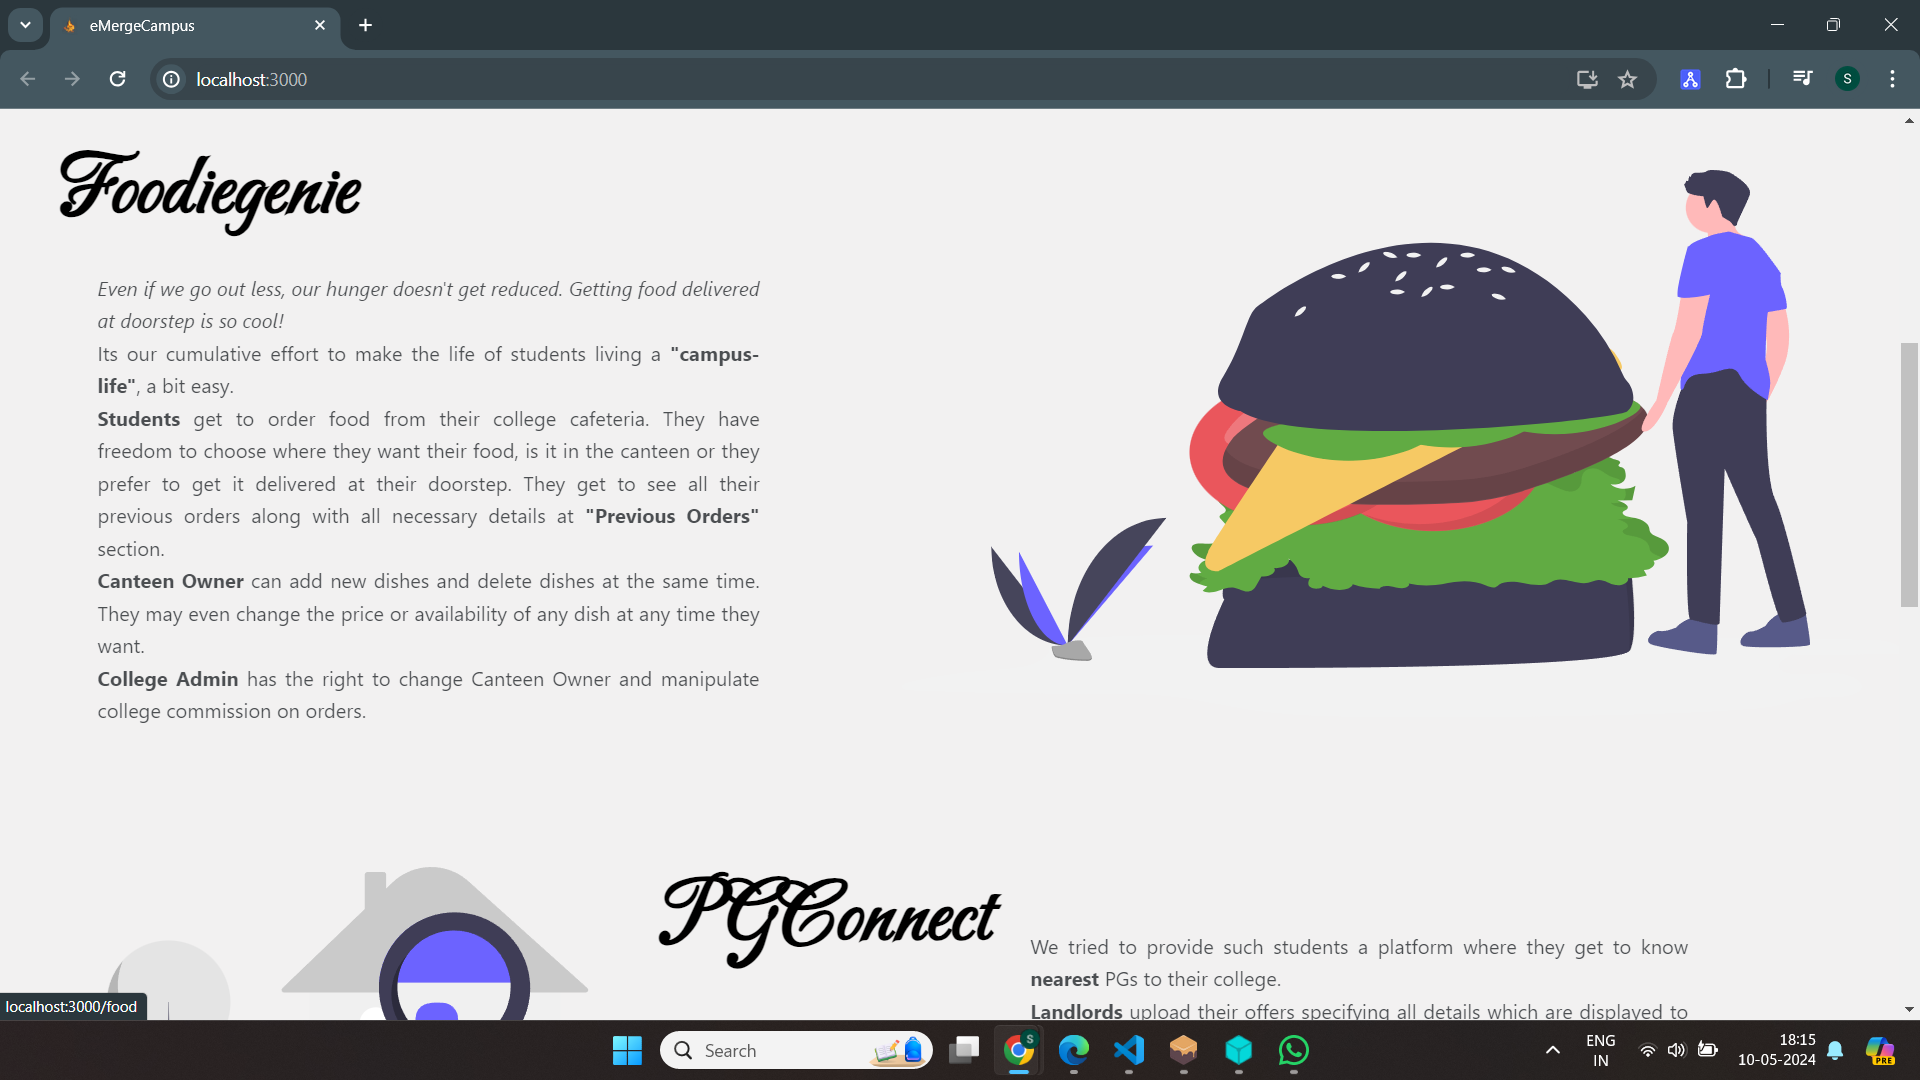 eMergeCampus
localhost:3000
S
Foodiegenie
Even if we go out less, our hunger doesn't get reduced. Getting food delivered
at doorstep is so cool!
Its our cumulative effort to make the life of students living a "campus-
life", a bit easy.
Students get to order food from their college cafeteria. They have
freedom to choose where they want their food, is it in the canteen or they
prefer to get it delivered at their doorstep. They get to see all their
previous orders along with all necessary details at "Previous Orders"
section.
Canteen Owner can add new dishes and delete dishes at the same time.
They may even change the price or availability of any dish at any time they
want.
College Admin has the right to change Canteen Owner and manipulate
college commission on orders.
PGConnect
We tried to provide such students a platform where they get to know
nearest PGs to their college.
Landlords upload their offers specifying all details which are displayed to
localhost:3000/food
Search
S
ENG
IN
18:15
10-05-2024
PRE